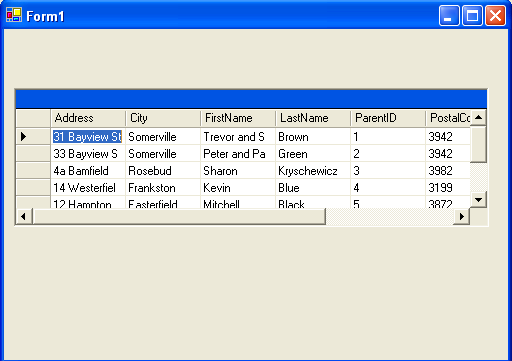 Form1
Address City FirstName LastName ParentID PostalCo
31 Bayview St Somerville Trevor and S Brown 1 3942
33 Bayview S Somerville Peter and Pa Green 2 3942
4a Bamfield Rosebud Sharon Kryschewicz 3 3982
14 Westerfiel Frankston Kevin Blue 4 3199
12 Hampton Easterfield Mitchell Black 5 3872